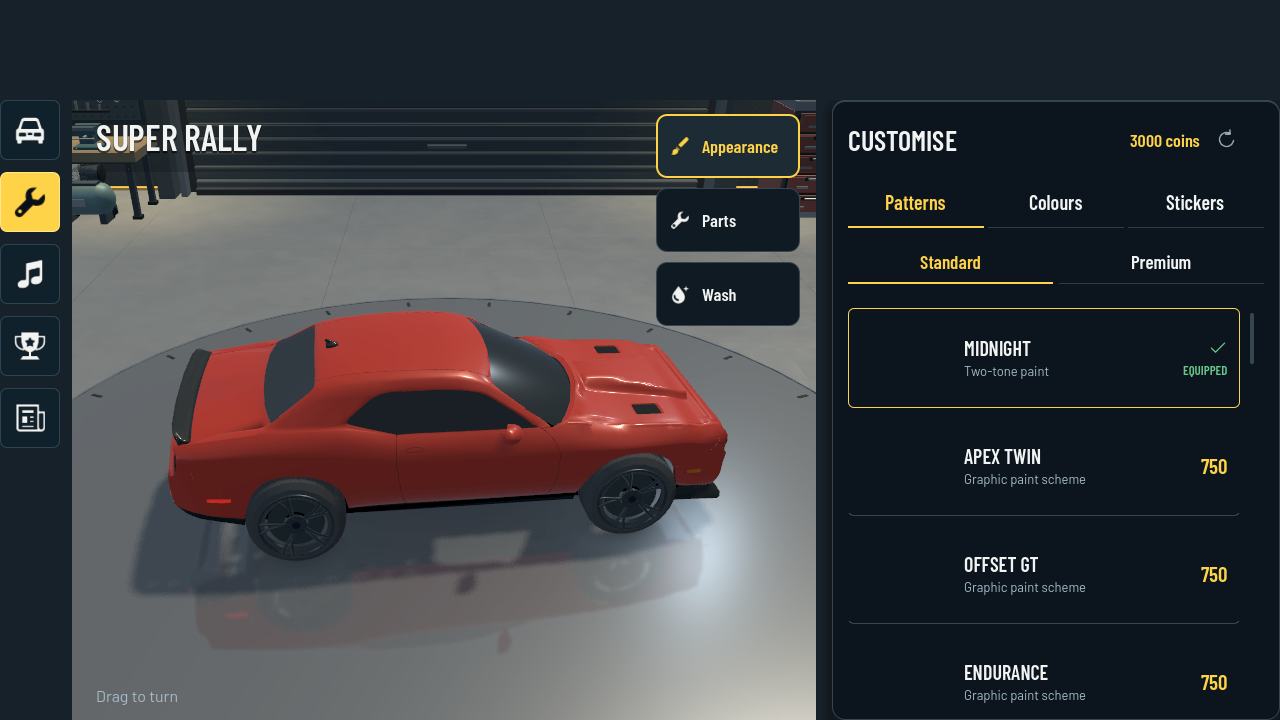 SUPER RALLY
Drag to turn
Appearance
Parts
Wash
CUSTOMISE
3000 coins
Patterns
Colours
Stickers
Standard
Premium
MIDNIGHT
Two-tone paint
EQUIPPED
APEX TWIN
Graphic paint scheme
750
OFFSET GT
Graphic paint scheme
750
ENDURANCE
Graphic paint scheme
750